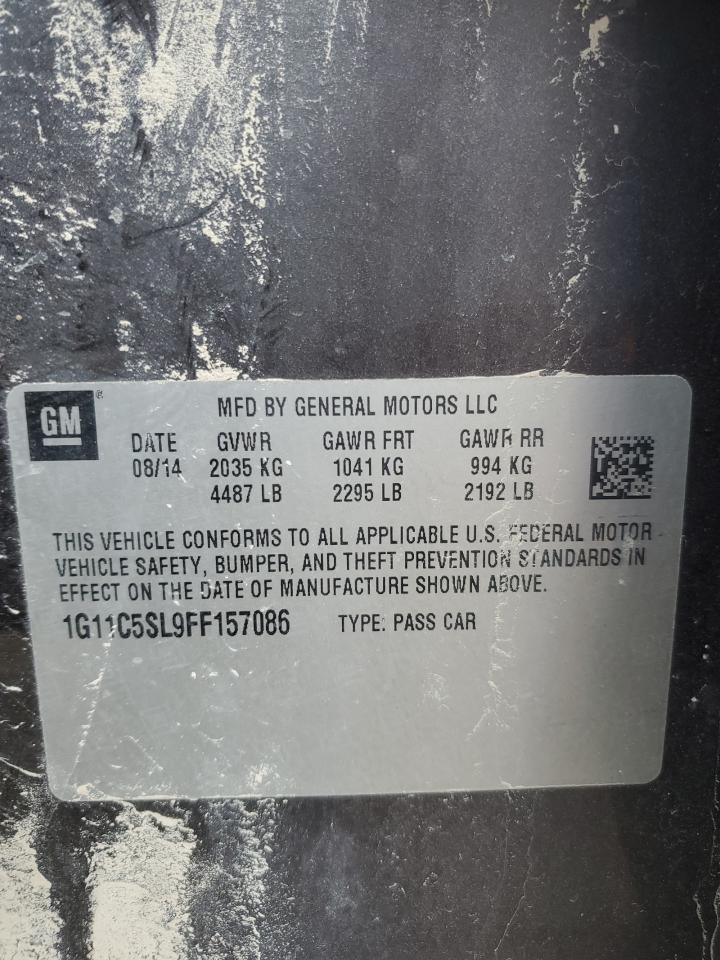 GM®
MFD BY GENERAL MOTORS LLC
DATE GVWR GAWR FRT GAWR RR
08/14 2035 KG 1041 KG 994 KG
4487 LB 2295 LB 2192 LB
THIS VEHICLE CONFORMS TO ALL APPLICABLE U.S. FEDERAL MOTOR
VEHICLE SAFETY, BUMPER, AND THEFT PREVENTION STANDARDS IN
EFFECT ON THE DATE OF MANUFACTURE SHOWN ABOVE.
1G11C5SL9FF157086 TYPE: PASS CAR